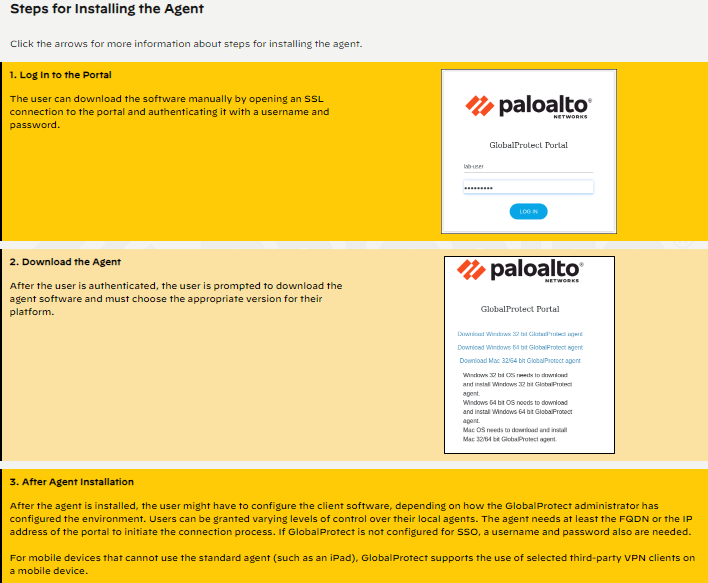 Steps for Installing the Agent
Click the arrows for more information about steps for installing the agent.
1. Log In to the Portal
The user can download the software manually by opening an SSL
connection to the portal and authenticating it with a username and
password.
paloalto®
NETWORKS
GlobalProtect Portal
lab-user
•••••••••
LOG IN
2. Download the Agent
After the user is authenticated, the user is prompted to download the
agent software and must choose the appropriate version for their
platform.
paloalto®
NETWORKS
GlobalProtect Portal
Download Windows 32 bit GlobalProtect agent
Download Windows 64 bit GlobalProtect agent
Download Mac 32/64 bit GlobalProtect agent
Windows 32 bit OS needs to download
and install Windows 32 bit GlobalProtect
agent.
Windows 64 bit OS needs to download
and install Windows 64 bit GlobalProtect
agent.
Mac OS needs to download and install
Mac 32/64 bit GlobalProtect agent.
3. After Agent Installation
After the agent is installed, the user might have to configure the client software, depending on how the GlobalProtect administrator has
configured the environment. Users can be granted varying levels of control over their local agents. The agent needs at least the FQDN or the IP
address of the portal to initiate the connection process. If GlobalProtect is not configured for SSO, a username and password also are needed.
For mobile devices that cannot use the standard agent (such as an iPad), GlobalProtect supports the use of selected third-party VPN clients on
a mobile device.